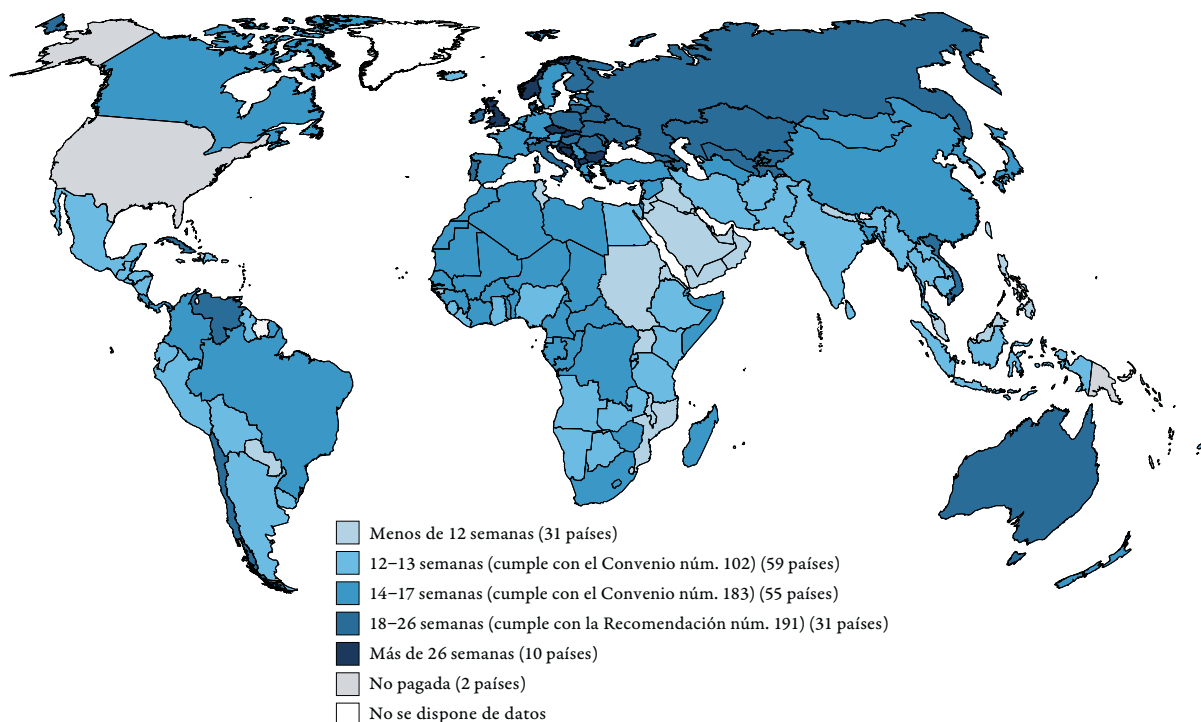 Menos de 12 semanas (31 países)
12–13 semanas (cumple con el Convenio núm. 102) (59 países)
14–17 semanas (cumple con el Convenio núm. 183) (55 países)
18–26 semanas (cumple con la Recomendación núm. 191) (31 países)
Más de 26 semanas (10 países)
No pagada (2 países)
No se dispone de datos